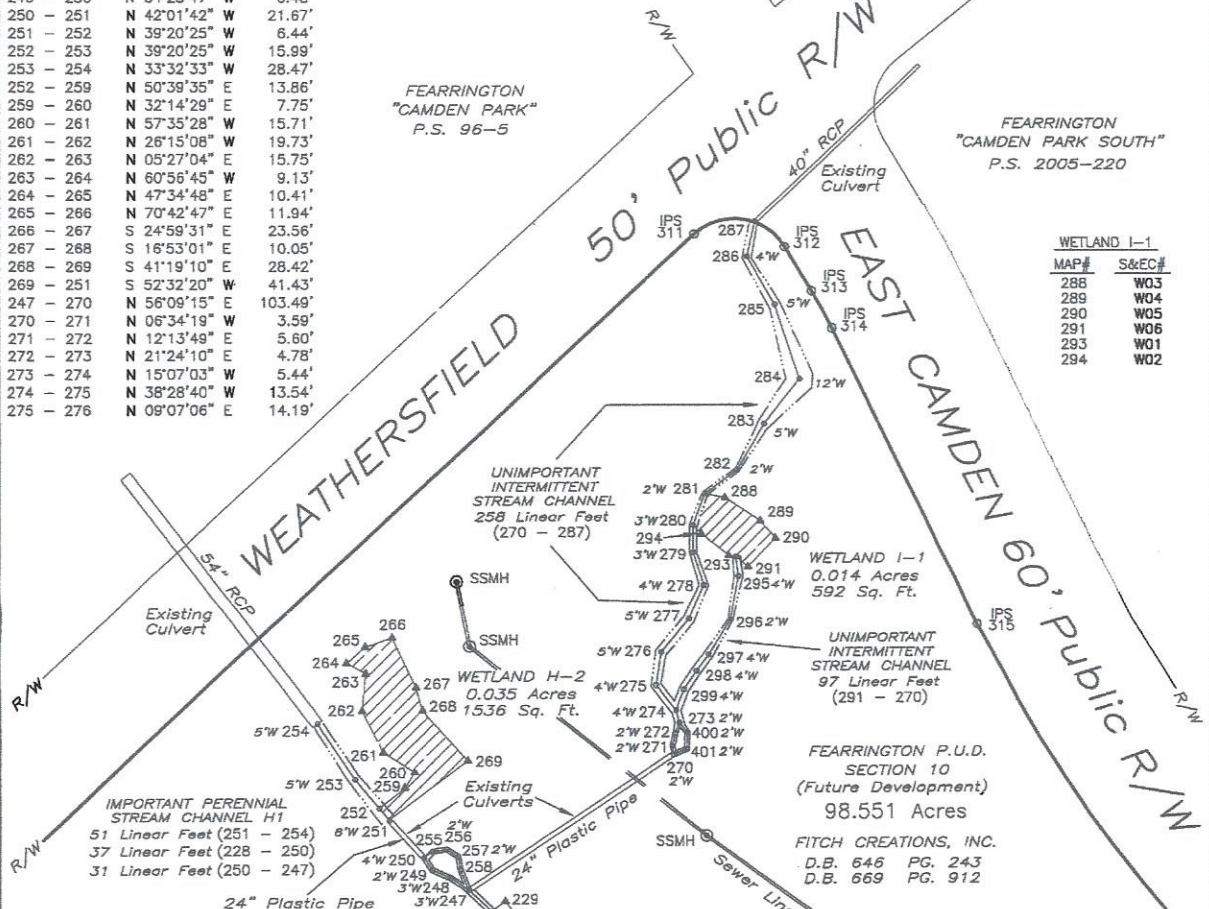 250 – 251 N 42°01'42" W 21.67'
251 – 252 N 39°20'25" W 6.44'
252 – 253 N 39°20'25" W 15.99'
253 – 254 N 33°32'33" W 28.47'
252 – 259 N 50°39'35" E 13.86'
259 – 260 N 32°14'29" E 7.75'
260 – 261 N 57°35'28" W 15.71'
261 – 262 N 26°15'08" W 19.73'
262 – 263 N 05°27'04" E 15.75'
263 – 264 N 60°56'45" W 9.13'
264 – 265 N 47°34'48" E 10.41'
265 – 266 N 70°42'47" E 11.94'
266 – 267 S 24°59'31" E 23.56'
267 – 268 S 16°53'01" E 10.05'
268 – 269 S 41°19'10" E 28.42'
269 – 251 S 52°32'20" W 41.43'
247 – 270 N 56°09'15" E 103.49'
270 – 271 N 06°34'19" W 3.59'
271 – 272 N 12°13'49" E 5.60'
272 – 273 N 21°24'10" E 4.78'
273 – 274 N 15°07'03" W 5.44'
274 – 275 N 38°28'40" W 13.54'
275 – 276 N 09°07'06" E 14.19'
R/W
FEARRINGTON
"CAMDEN PARK"
P.S. 96–5
WEATHERSFIELD 50' Public R/W
40" RCP
Existing
Culvert
FEARRINGTON
"CAMDEN PARK SOUTH"
P.S. 2005–220
EAST CAMDEN 60' Public R/W
WETLAND I–1
MAP# S&EC#
288 W03
289 W04
290 W05
291 W06
293 W01
294 W02
IPS
311
287
IPS
312
286 4'W
IPS
313
285 5'W
IPS
314
284 12'W
283 5'W
282 2'W
2'W 281
288
289
3'W 280
290
294
3'W 279
293
291
4'W 278
295 4'W
5'W 277
296 2'W
5'W 276
297 4'W
298 4'W
4'W 275
299 4'W
4'W 274
273 2'W
2'W 272
400 2'W
2'W 271
401 2'W
270
2'W
UNIMPORTANT
INTERMITTENT
STREAM CHANNEL
258 Linear Feet
(270 – 287)
WETLAND I–1
0.014 Acres
592 Sq. Ft.
UNIMPORTANT
INTERMITTENT
STREAM CHANNEL
97 Linear Feet
(291 – 270)
IPS
315
R/W
54" RCP
Existing
Culvert
R/W
SSMH
SSMH
WETLAND H–2
0.035 Acres
1536 Sq. Ft.
265
266
264
263
267
262
268
5'W 254
261
269
260
5'W 253
259
252
6'W 251
Existing
Culverts
R/W
IMPORTANT PERENNIAL
STREAM CHANNEL H1
51 Linear Feet (251 – 254)
37 Linear Feet (228 – 250)
31 Linear Feet (250 – 247)
24" Plastic Pipe
2'W
255 256
4'W 250
257 2'W
2'W 249
258
3'W 248
3'W 247
229
24" Plastic Pipe
SSMH
Sewer Line
FEARRINGTON P.U.D.
SECTION 10
(Future Development)
98.551 Acres
FITCH CREATIONS, INC.
D.B. 646 PG. 243
D.B. 669 PG. 912